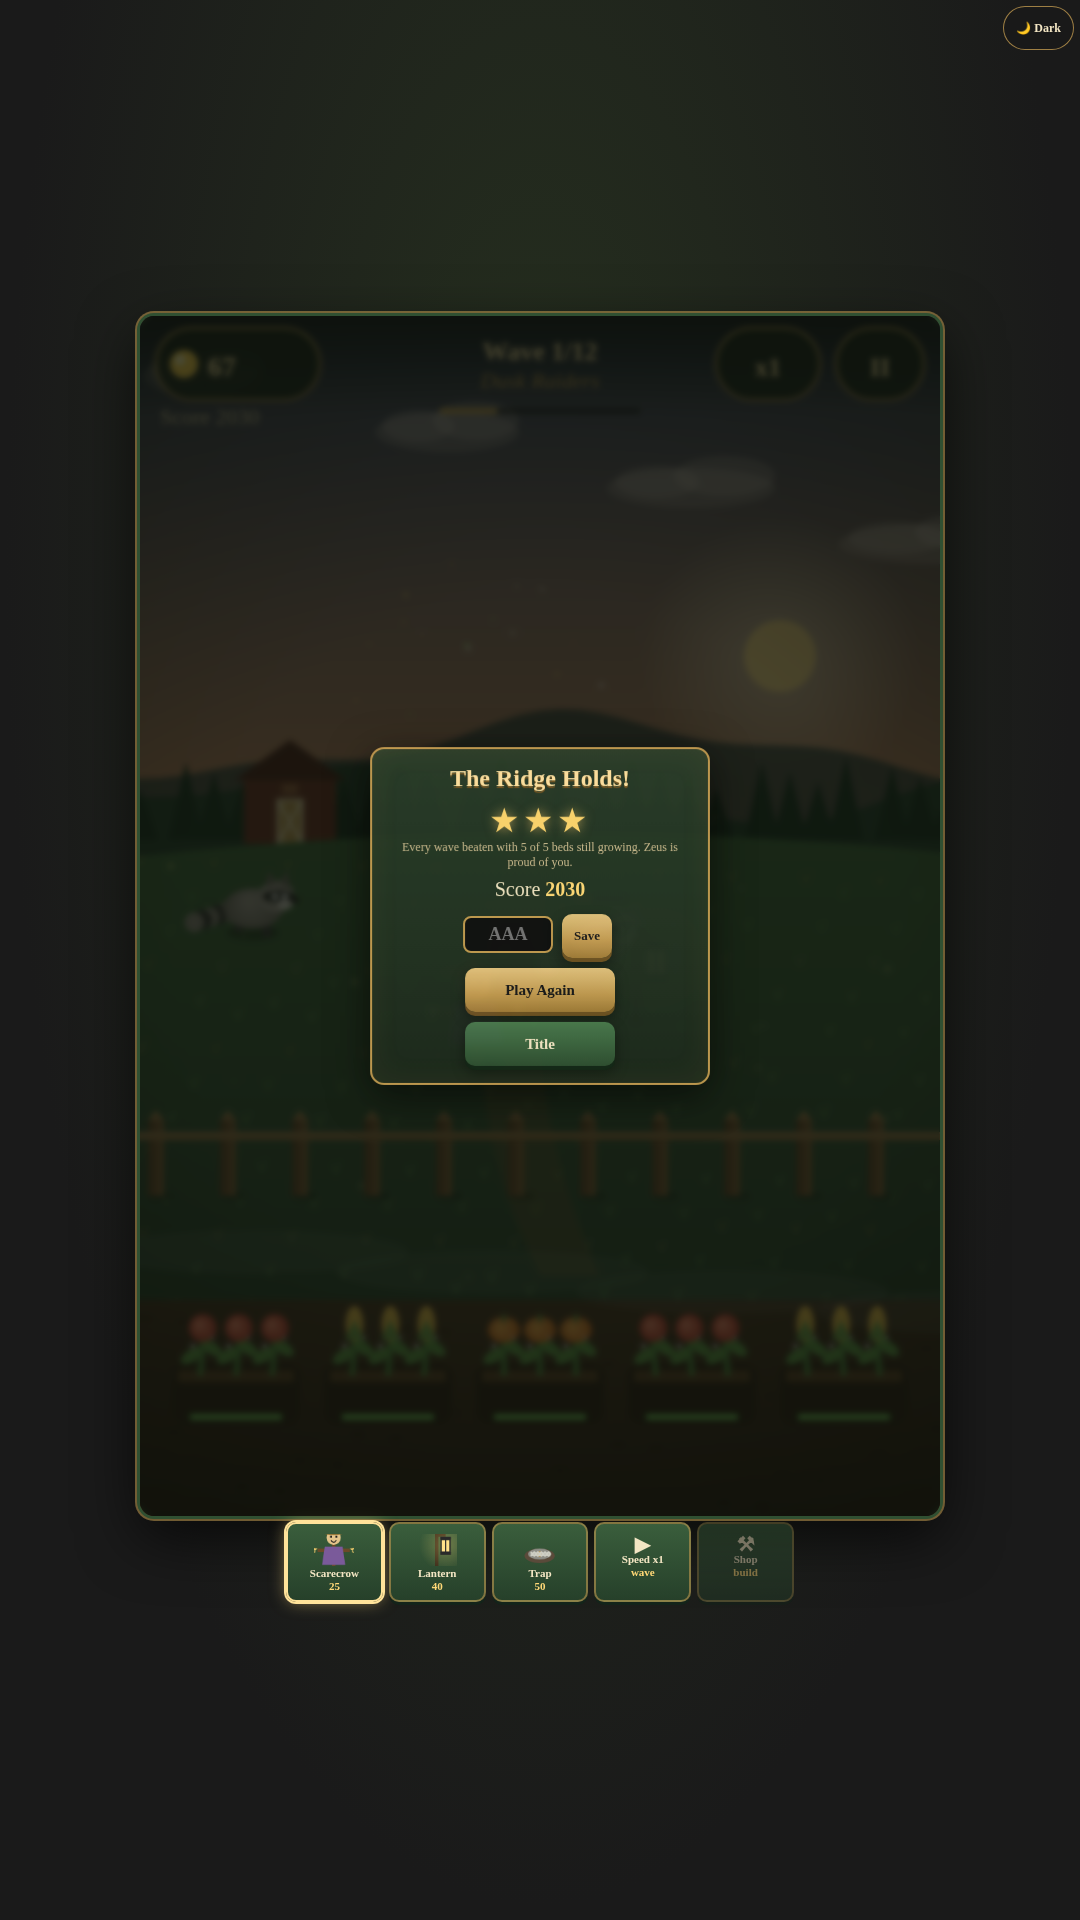 🌙 Dark
67
Wave 1/12
Dusk Raiders
x1
II
Score 2030
The Ridge Holds!
★★★
Every wave beaten with 5 of 5 beds still growing. Zeus is
proud of you.
Score 2030
AAA
Save
Play Again
Title
Scarecrow
25
Lantern
40
Trap
50
Speed x1
wave
Shop
build